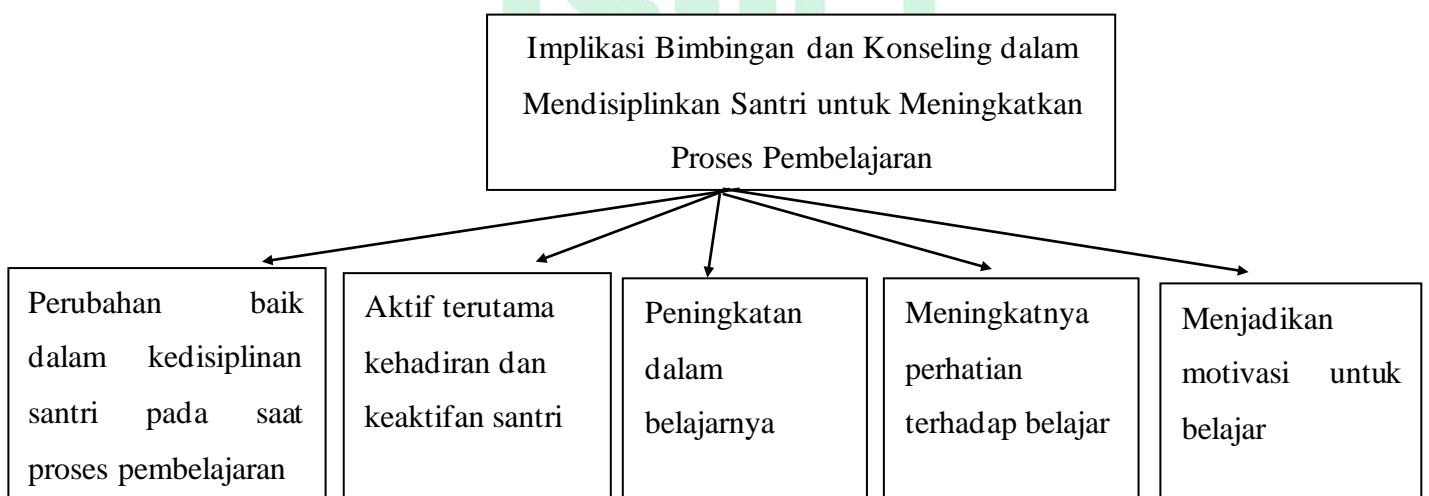 Implikasi Bimbingan dan Konseling dalam
Mendisiplinkan Santri untuk Meningkatkan
Proses Pembelajaran
Perubahan baik
dalam kedisiplinan
santri pada saat
proses pembelajaran
Aktif terutama
kehadiran dan
keaktifan santri
Peningkatan
dalam
belajarnya
Meningkatnya
perhatian
terhadap belajar
Menjadikan
motivasi untuk
belajar